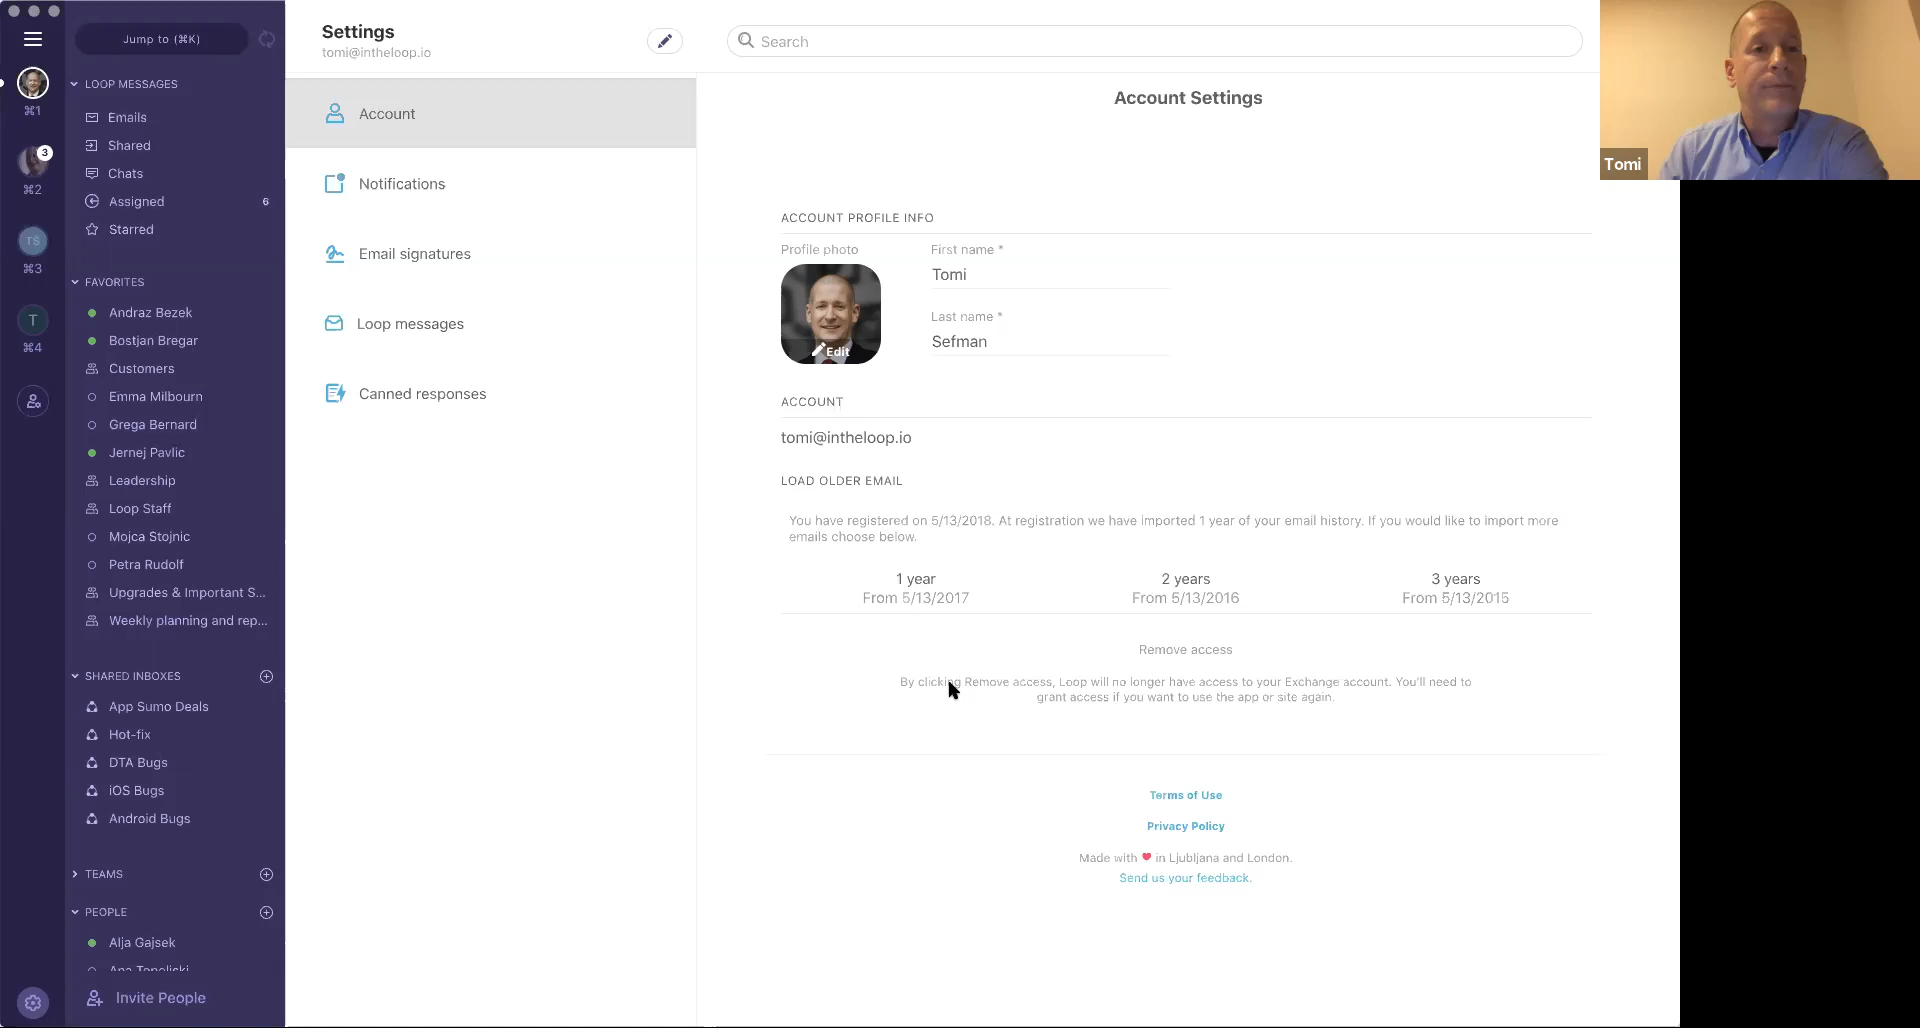 Jump to (⌘K)
⌘1
3
⌘2
TS
⌘3
T
⌘4
LOOP MESSAGES
Emails
Shared
Chats
Assigned 6
Starred
FAVORITES
Andraz Bezek
Bostjan Bregar
Customers
Emma Milbourn
Grega Bernard
Jernej Pavlic
Leadership
Loop Staff
Mojca Stojnic
Petra Rudolf
Upgrades & Important S...
Weekly planning and rep...
SHARED INBOXES
App Sumo Deals
Hot-fix
DTA Bugs
iOS Bugs
Android Bugs
TEAMS
PEOPLE
Alja Gajsek
Invite People
Settings
tomi@intheloop.io
Account
Notifications
Email signatures
Loop messages
Canned responses
Search
Account Settings
ACCOUNT PROFILE INFO
Profile photo
Edit
First name *
Tomi
Last name *
Sefman
ACCOUNT
tomi@intheloop.io
LOAD OLDER EMAIL
You have registered on 5/13/2018. At registration we have imported 1 year of your email history. If you would like to import more
emails choose below.
1 year
From 5/13/2017
2 years
From 5/13/2016
3 years
From 5/13/2015
Remove access
By clicking Remove access, Loop will no longer have access to your Exchange account. You'll need to
grant access if you want to use the app or site again.
Terms of Use
Privacy Policy
Made with ❤ in Ljubljana and London.
Send us your feedback.
Tomi